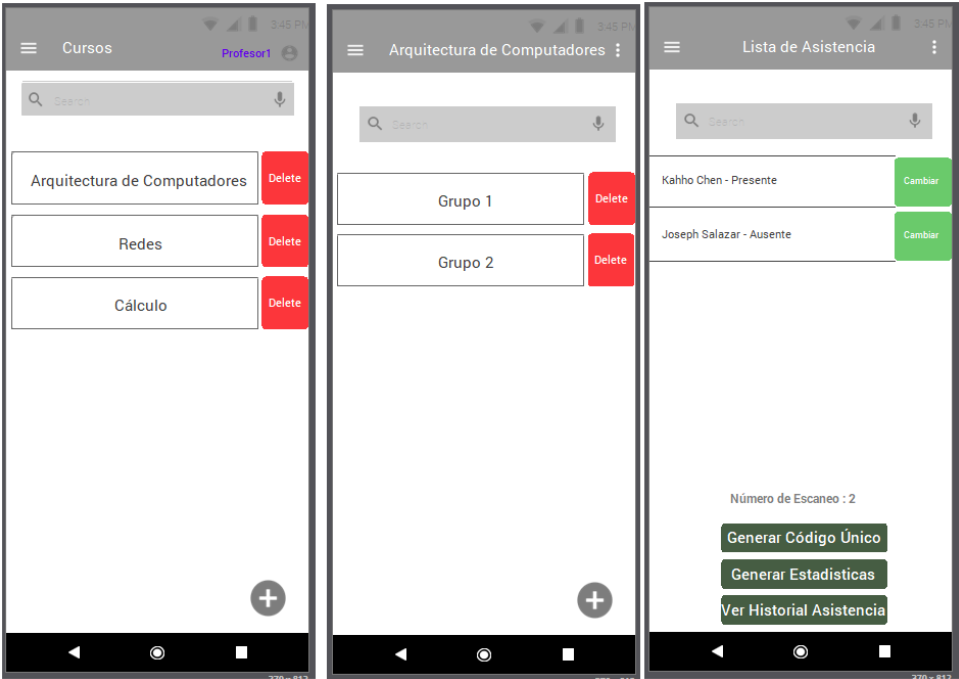 3:45 PM
Cursos
Profesor1
Search
Arquitectura de Computadores
Delete
Redes
Delete
Cálculo
Delete
3:45 PM
Arquitectura de Computadores
Search
Grupo 1
Delete
Grupo 2
Delete
3:45 PM
Lista de Asistencia
Search
Kahho Chen - Presente
Cambiar
Joseph Salazar - Ausente
Cambiar
Número de Escaneo : 2
Generar Código Único
Generar Estadisticas
Ver Historial Asistencia